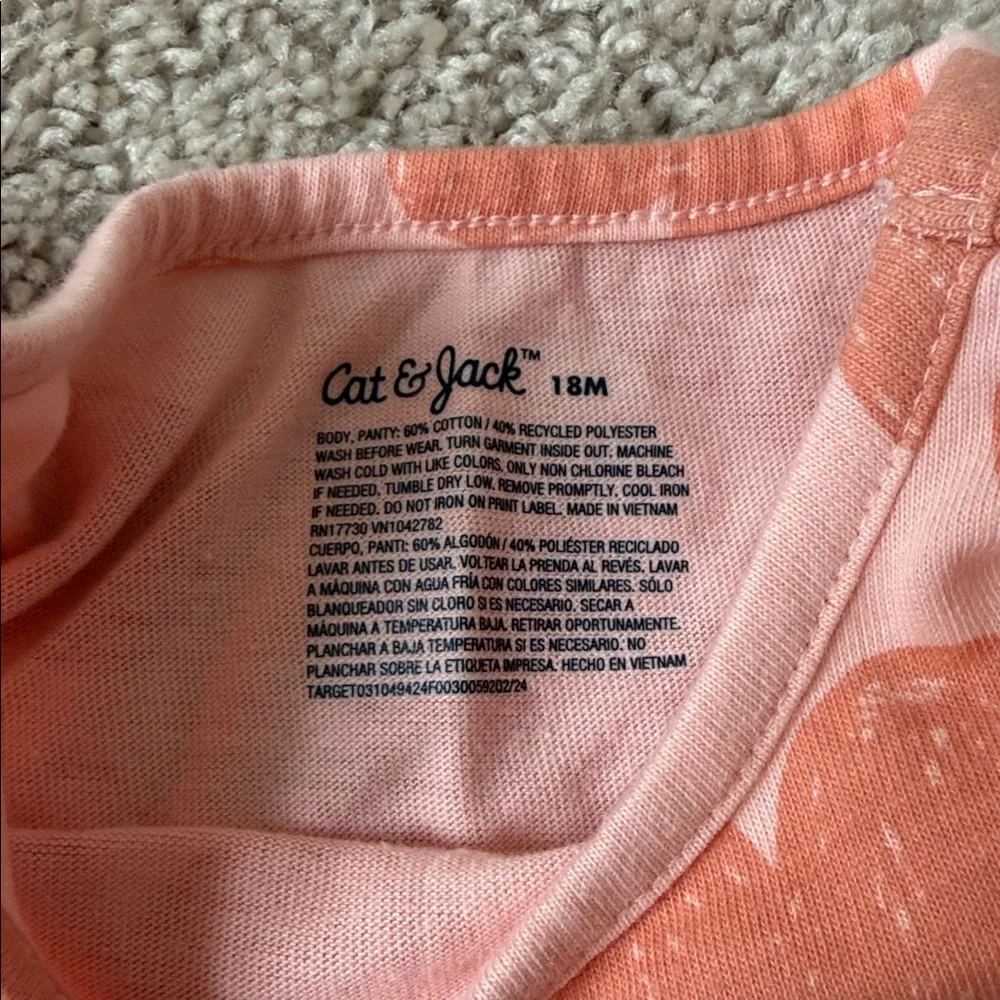 Cat & Jack™ 18M
BODY, PANTY: 60% COTTON / 40% RECYCLED POLYESTER
WASH BEFORE WEAR. TURN GARMENT INSIDE OUT. MACHINE
WASH COLD WITH LIKE COLORS. ONLY NON CHLORINE BLEACH
IF NEEDED. TUMBLE DRY LOW. REMOVE PROMPTLY. COOL IRON
IF NEEDED. DO NOT IRON ON PRINT LABEL. MADE IN VIETNAM
RN17730 VN1042782
CUERPO, PANTI: 60% ALGODÓN / 40% POLIÉSTER RECICLADO
LAVAR ANTES DE USAR. VOLTEAR LA PRENDA AL REVÉS. LAVAR
A MÁQUINA CON AGUA FRÍA CON COLORES SIMILARES. SÓLO
BLANQUEADOR SIN CLORO SI ES NECESARIO. SECAR A
MÁQUINA A TEMPERATURA BAJA. RETIRAR OPORTUNAMENTE.
PLANCHAR A BAJA TEMPERATURA SI ES NECESARIO. NO
PLANCHAR SOBRE LA ETIQUETA IMPRESA. HECHO EN VIETNAM
TARGET031049424F0030059202/24